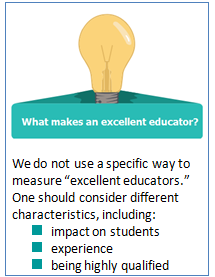 What makes an excellent educator?
We do not use a specific way to
measure “excellent educators.”
One should consider different
characteristics, including:
impact on students
experience
being highly qualified